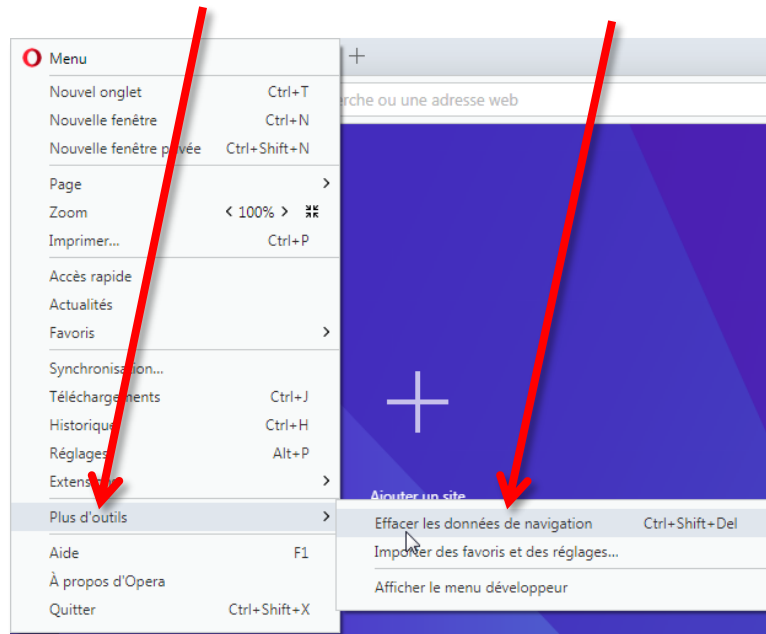 Menu
Nouvel onglet Ctrl+T
rche ou une adresse web
Nouvelle fenêtre Ctrl+N
Nouvelle fenêtre privée Ctrl+Shift+N
Page
Zoom 100%
Imprimer... Ctrl+P
Accès rapide
Actualités
Favoris
Synchronisation...
Téléchargements Ctrl+J
Historique Ctrl+H
Réglages Alt+P
Extensions
Ajouter un site
Plus d'outils
Effacer les données de navigation Ctrl+Shift+Del
Importer des favoris et des réglages...
Afficher le menu développeur
Aide F1
À propos d'Opera
Quitter Ctrl+Shift+X